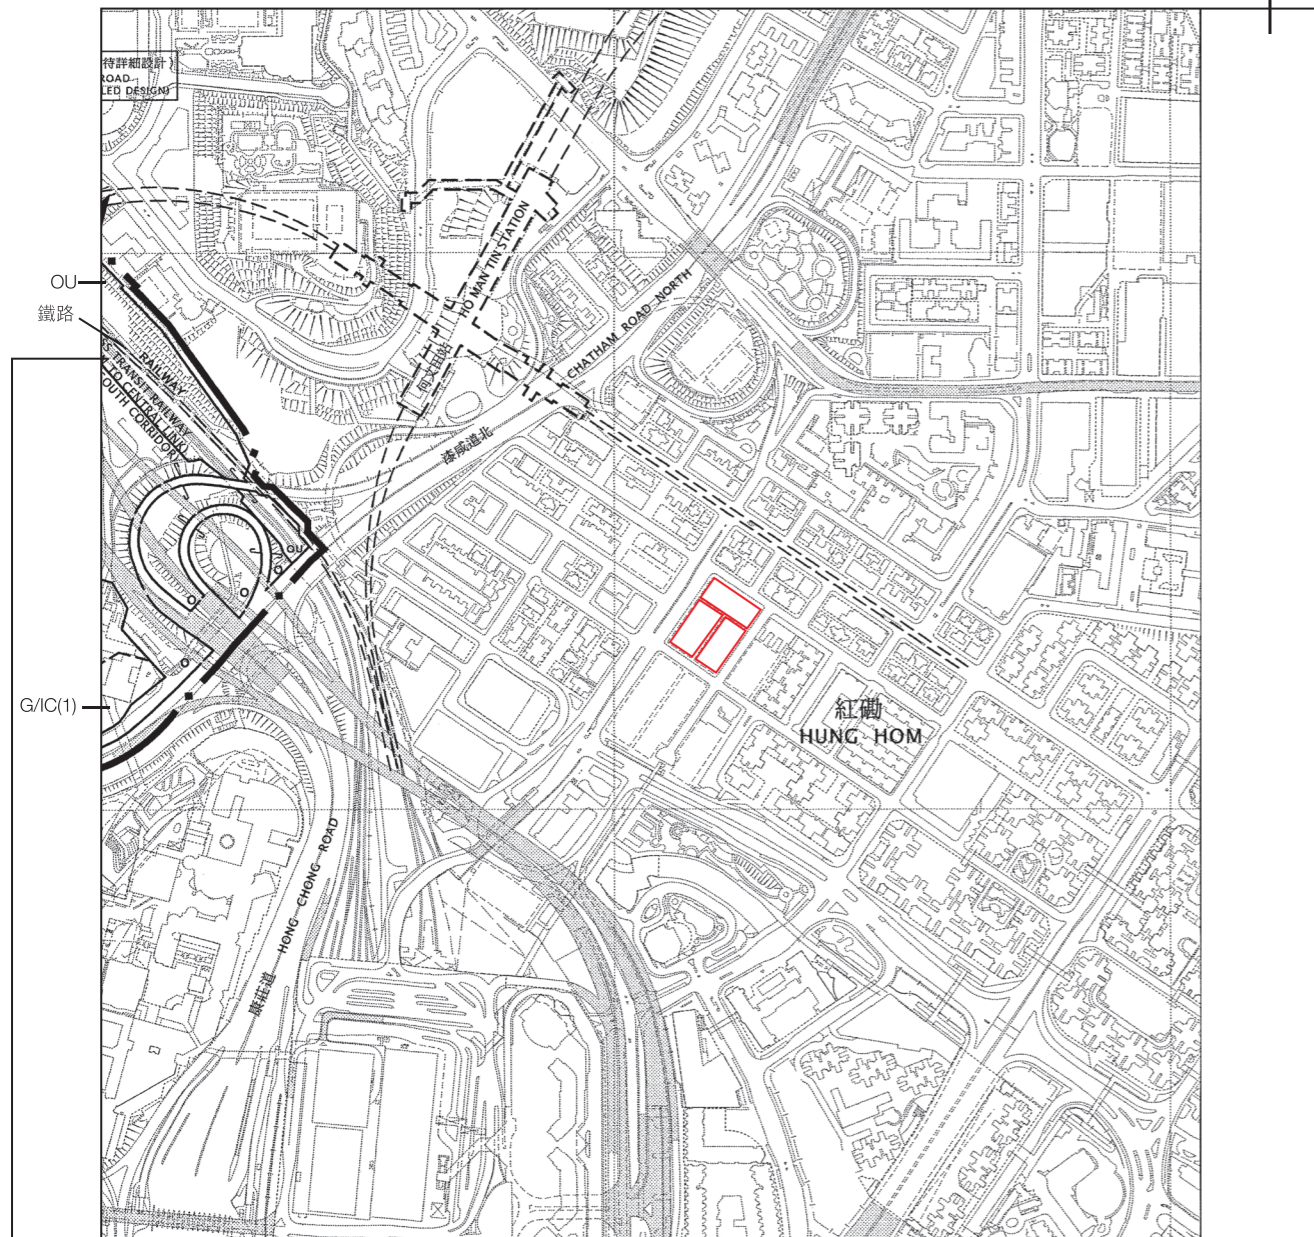 待詳細設計）
ROAD
LED DESIGN)
OU
鐵路
RAILWAY
SS TRANSIT RAILWAY
TO CENTRAL LINK
OUTH CORRIDOR)
HO MAN TIN STATION
何文田站
CHATHAM ROAD NORTH
漆咸道北
OU
O
O
O
O
G/IC(1)
紅磡
HUNG HOM
康莊道 HONG CHONG ROAD